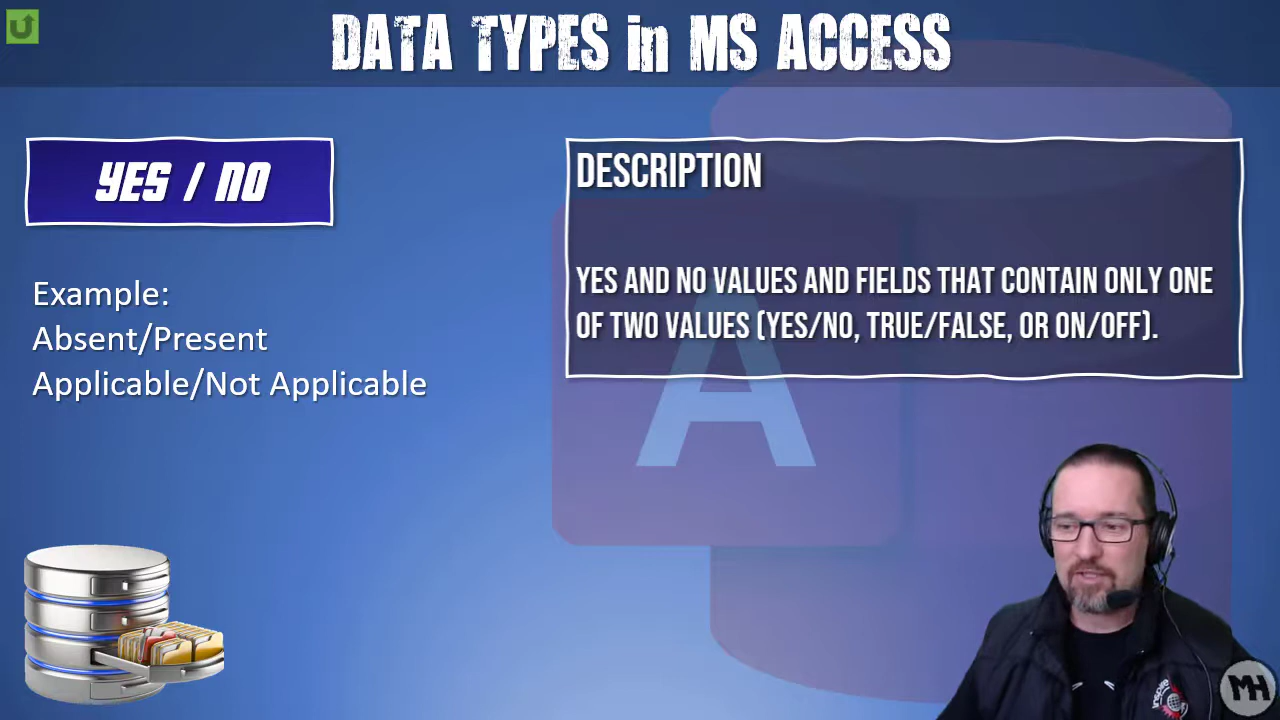 DATA TYPES in MS ACCESS
YES / NO
Example:
Absent/Present
Applicable/Not Applicable
DESCRIPTION
YES AND NO VALUES AND FIELDS THAT CONTAIN ONLY ONE
OF TWO VALUES (YES/NO, TRUE/FALSE, OR ON/OFF).
A
MH